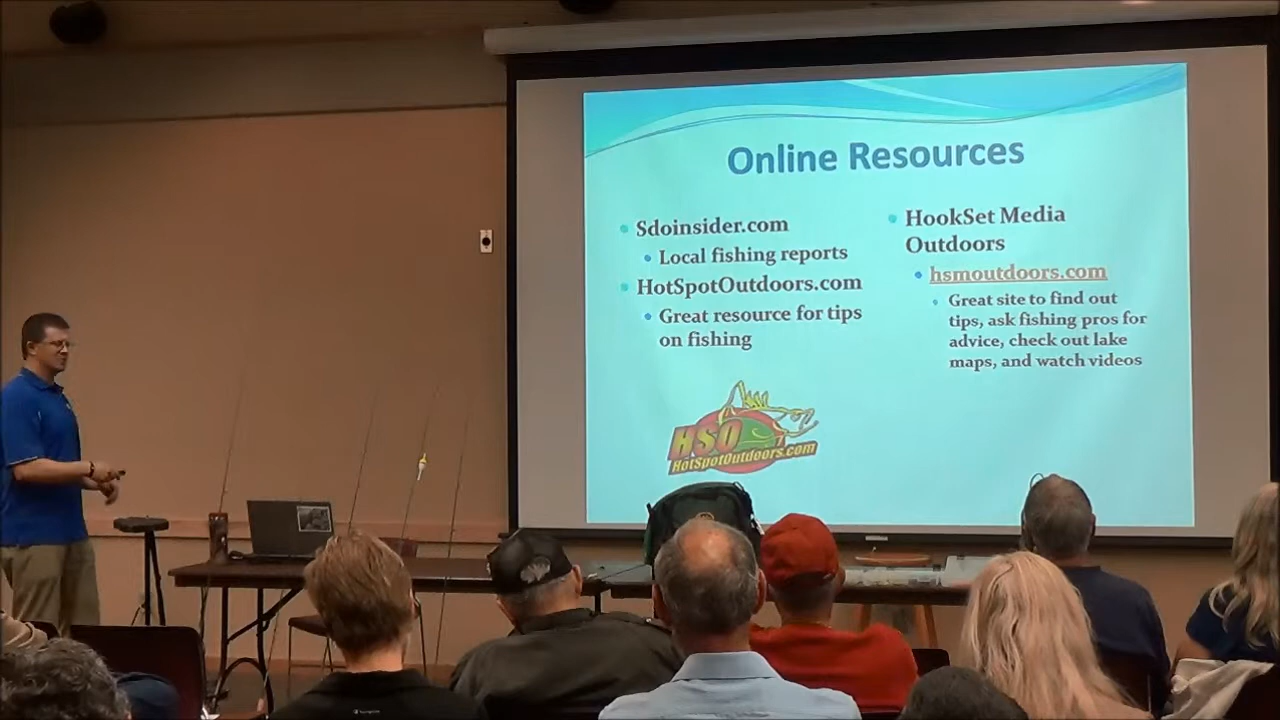 Online Resources
Sdoinsider.com
Local fishing reports
HotSpotOutdoors.com
Great resource for tips
on fishing
HSO
HotSpotOutdoors.com
HookSet Media
Outdoors
hsmoutdoors.com
Great site to find out
tips, ask fishing pros for
advice, check out lake
maps, and watch videos